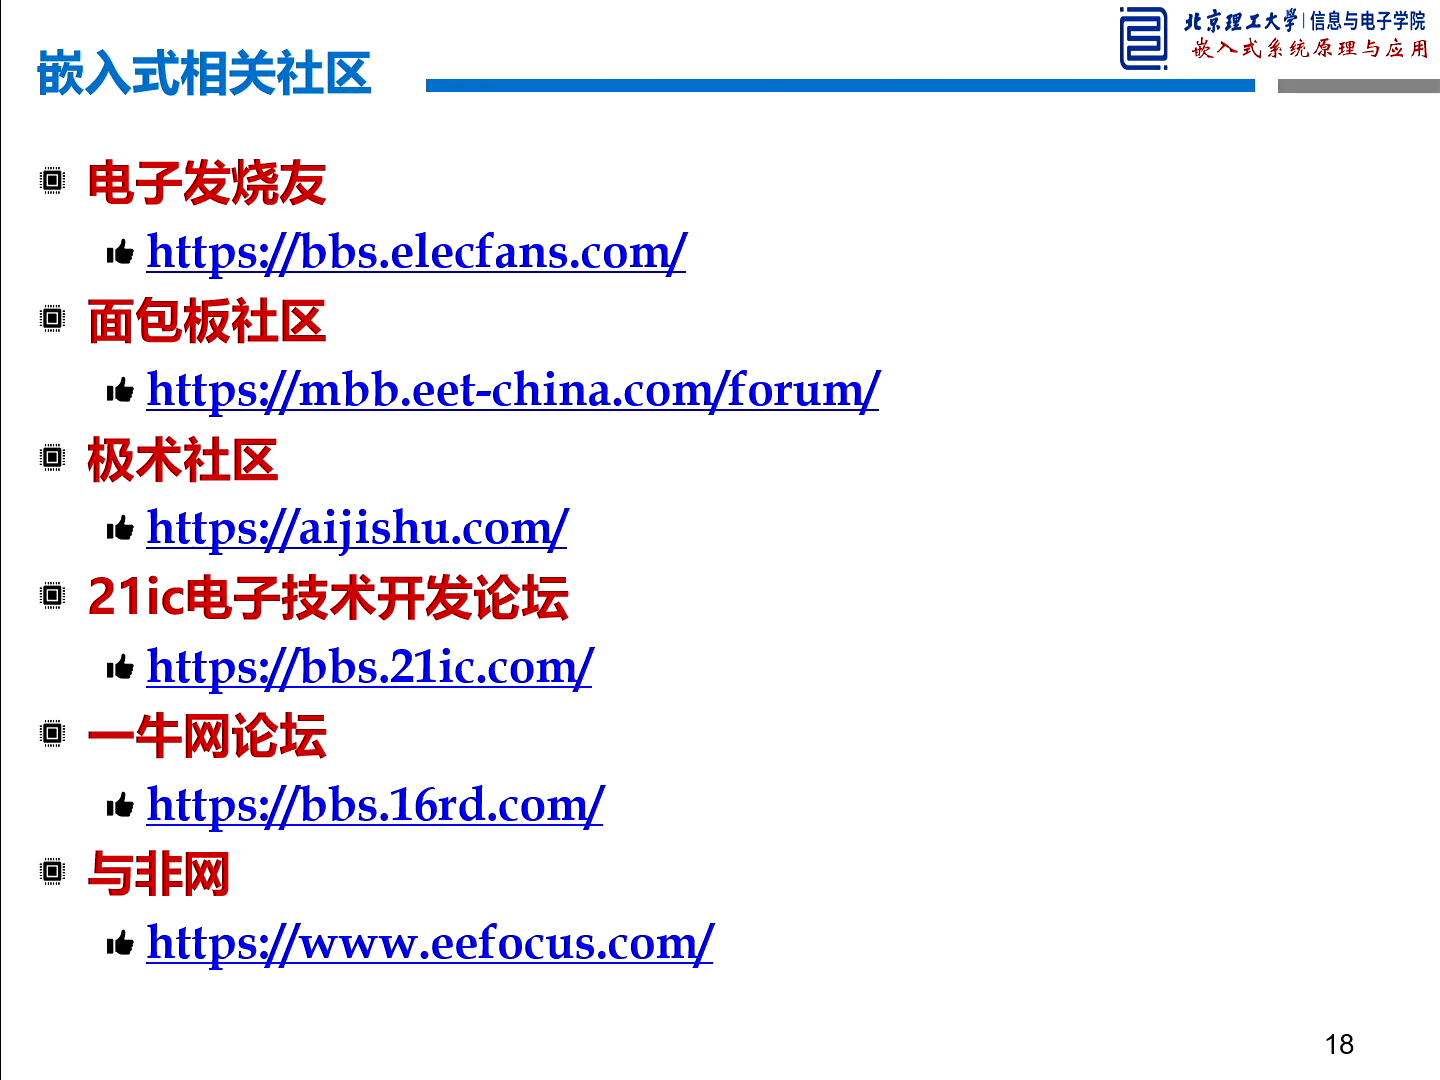 北京理工大学 | 信息与电子学院
嵌入式系统原理与应用
嵌入式相关社区
电子发烧友
https://bbs.elecfans.com/
面包板社区
https://mbb.eet-china.com/forum/
极术社区
https://aijishu.com/
21ic电子技术开发论坛
https://bbs.21ic.com/
一牛网论坛
https://bbs.16rd.com/
与非网
https://www.eefocus.com/
18